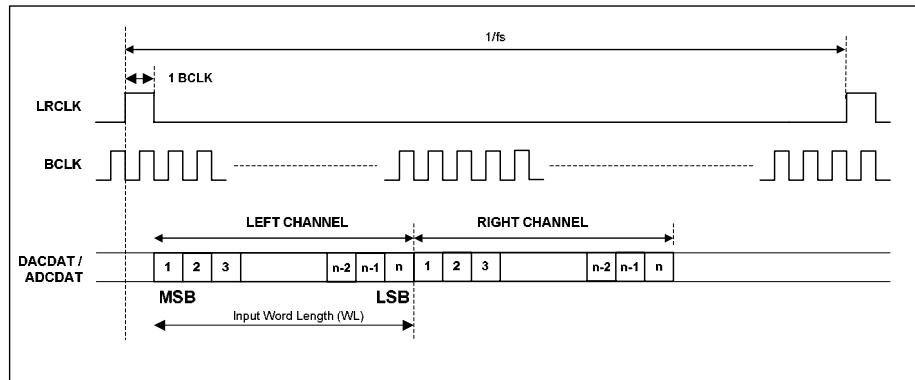 1/fs
1 BCLK
LRCLK
BCLK
LEFT CHANNEL RIGHT CHANNEL
DACDAT /
ADCDAT
1 2 3 n-2 n-1 n 1 2 3 n-2 n-1 n
MSB LSB
Input Word Length (WL)